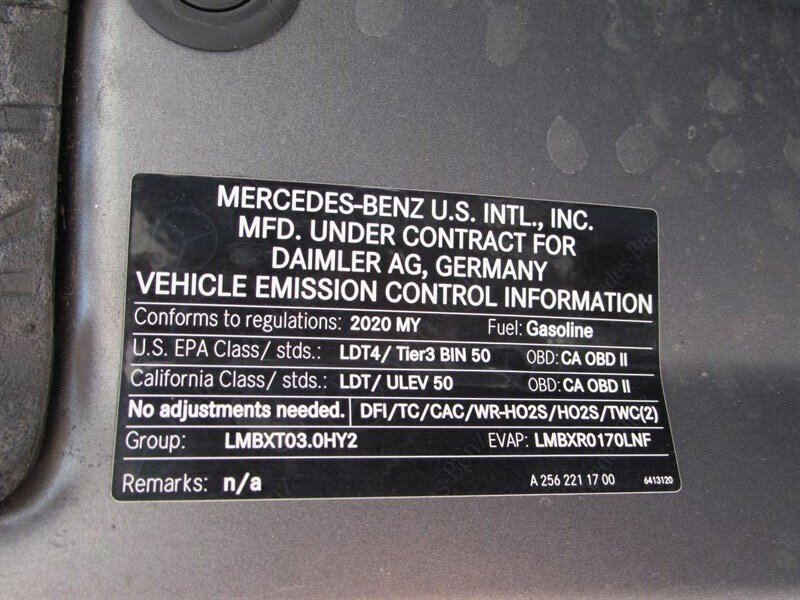 MERCEDES-BENZ U.S. INTL., INC.
MFD. UNDER CONTRACT FOR
DAIMLER AG, GERMANY
VEHICLE EMISSION CONTROL INFORMATION
Conforms to regulations: 2020 MY Fuel: Gasoline
U.S. EPA Class/ stds.: LDT4/ Tier3 BIN 50 OBD: CA OBD II
California Class/ stds.: LDT/ ULEV 50 OBD: CA OBD II
No adjustments needed. DFI/TC/CAC/WR-HO2S/HO2S/TWC(2)
Group: LMBXT03.0HY2 EVAP: LMBXR0170LNF
Remarks: n/a A 256 221 17 00 6413120